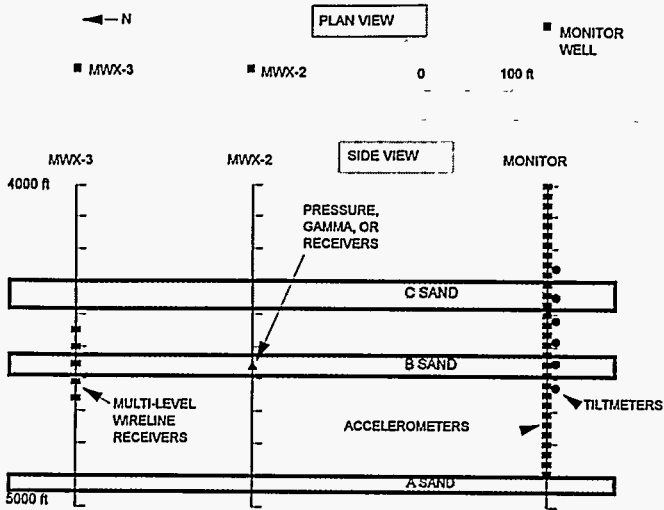 N
PLAN VIEW
MONITOR
WELL
MWX-3
MWX-2
0
100 ft
MWX-3
MWX-2
SIDE VIEW
MONITOR
4000 ft
PRESSURE,
GAMMA, OR
RECEIVERS
C SAND
B SAND
MULTI-LEVEL
WIRELINE
RECEIVERS
TILTMETERS
ACCELEROMETERS
A SAND
5000 ft